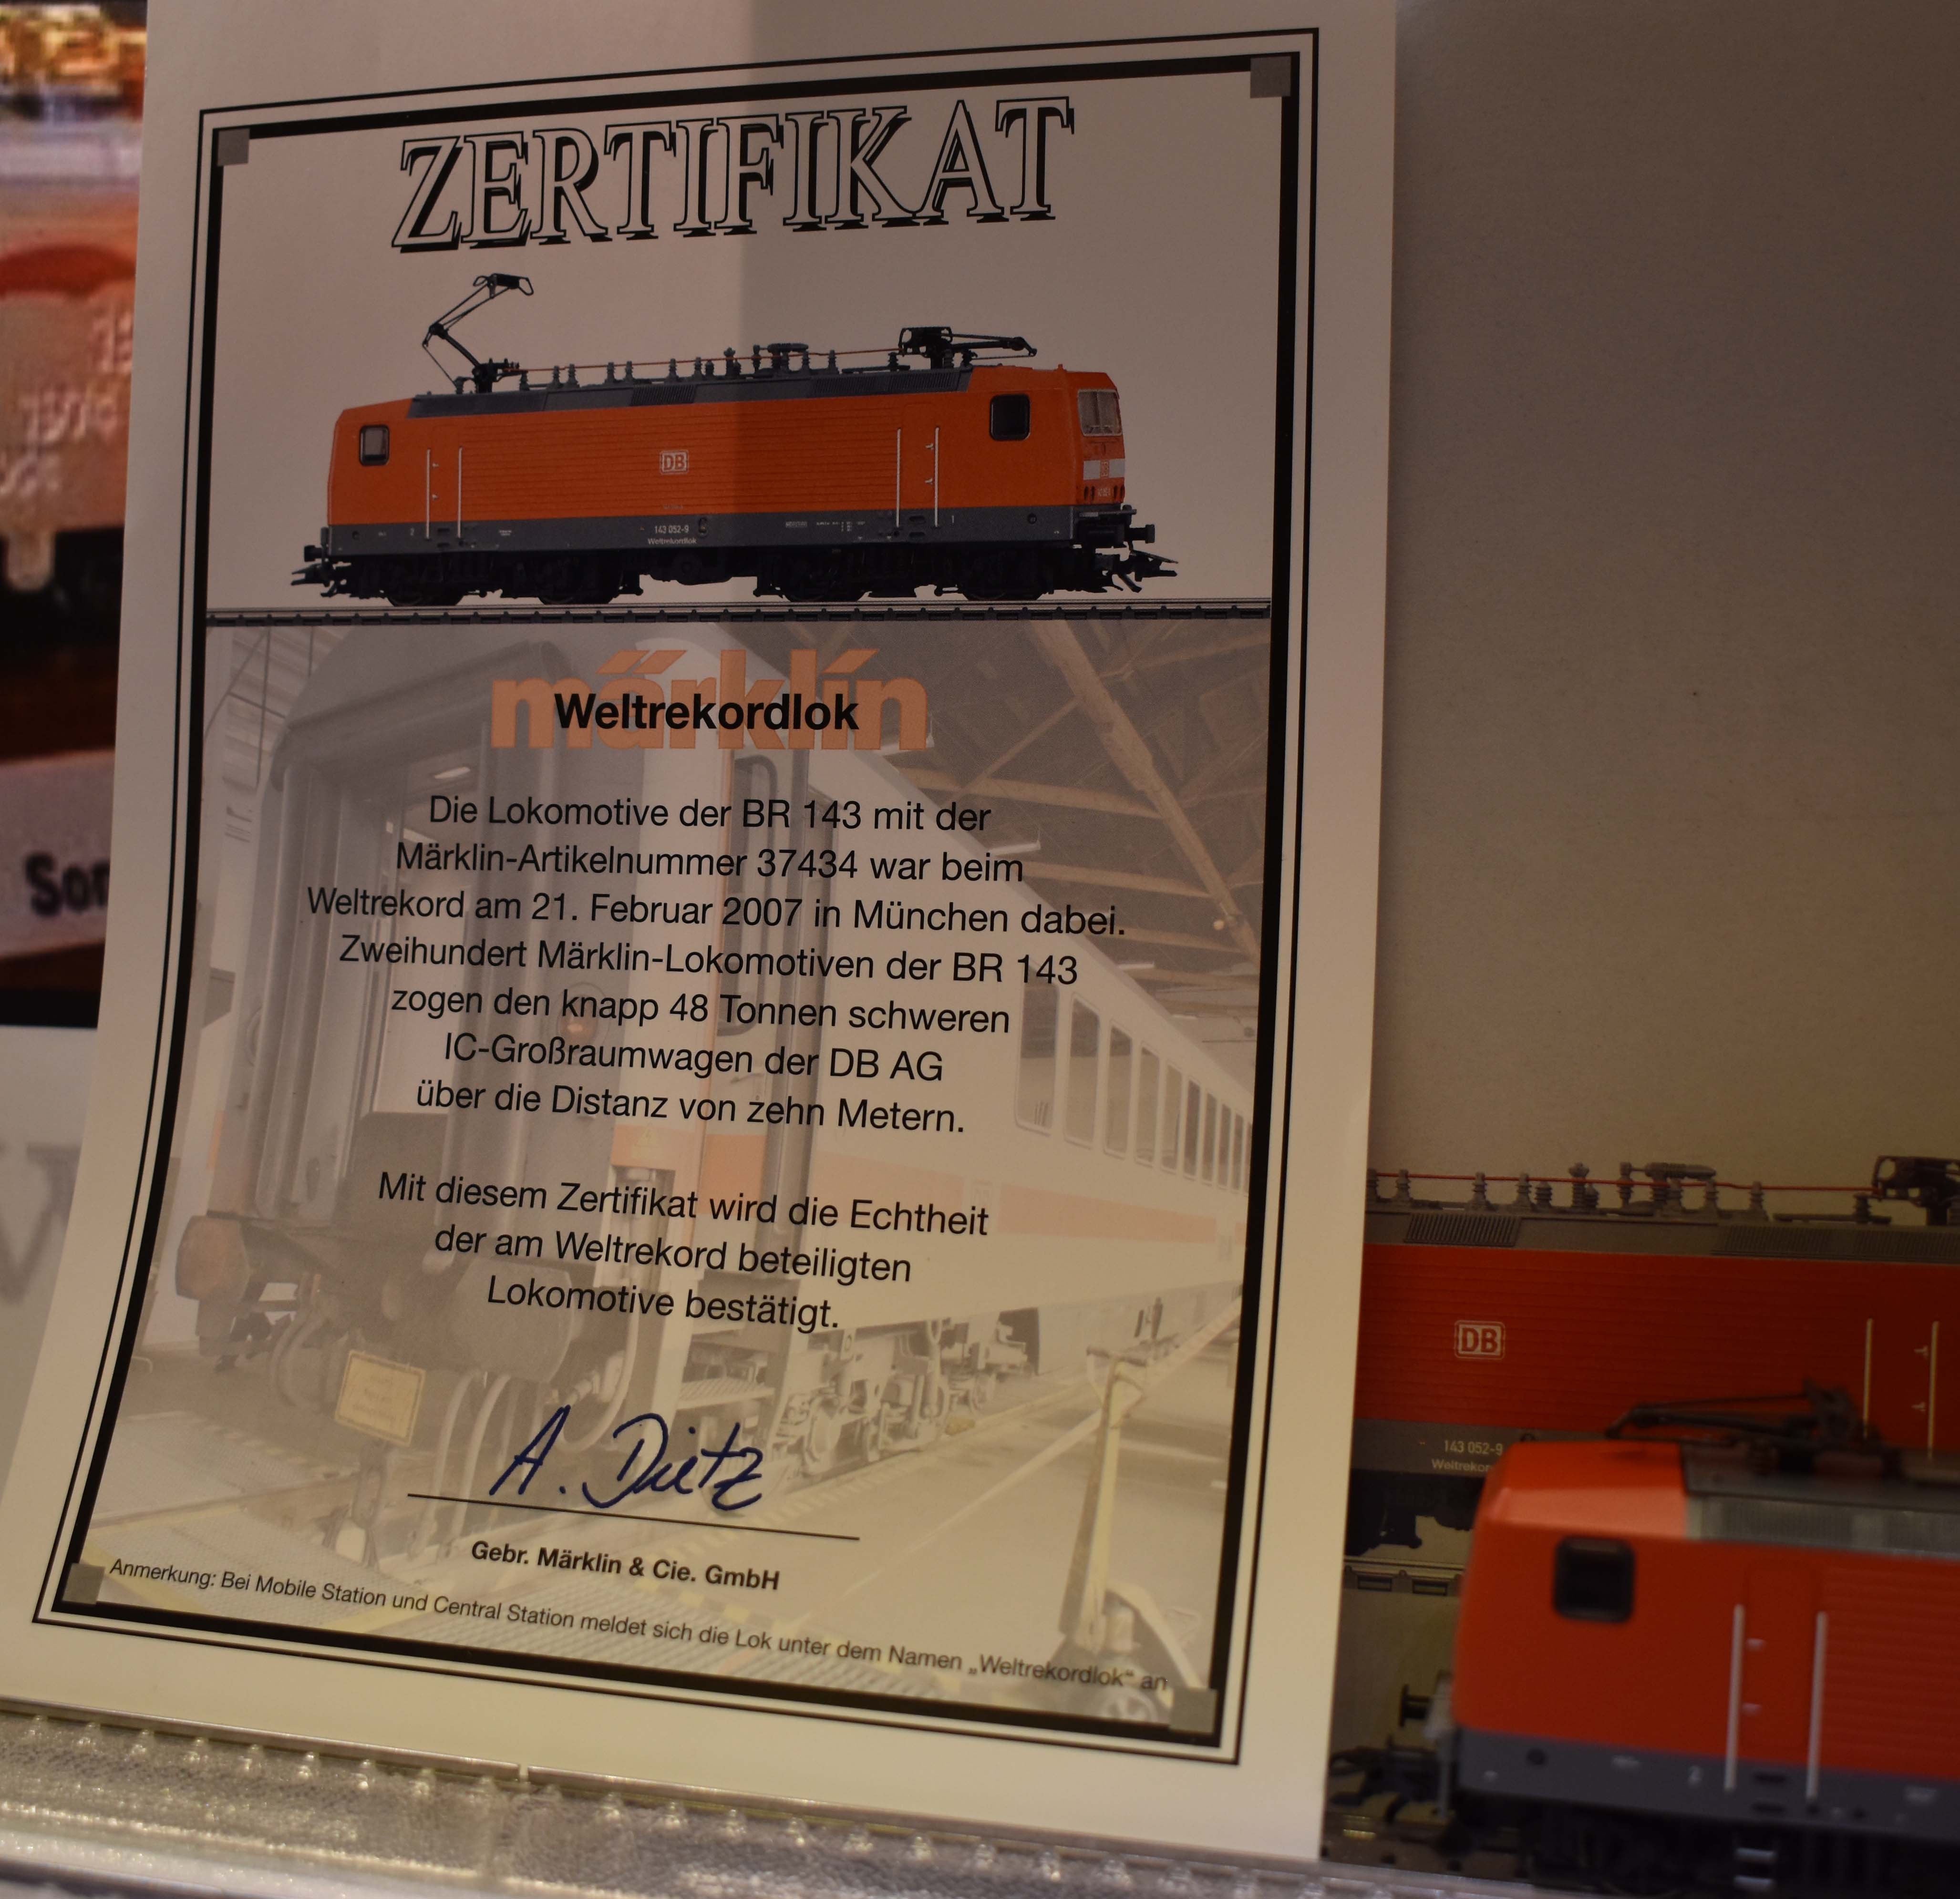 ZERTIFIKAT
DB
143 052-9
Weltrekordlok
märklin
Weltrekordlok
Die Lokomotive der BR 143 mit der
Märklin-Artikelnummer 37434 war beim
Weltrekord am 21. Februar 2007 in München dabei.
Zweihundert Märklin-Lokomotiven der BR 143
zogen den knapp 48 Tonnen schweren
IC-Großraumwagen der DB AG
über die Distanz von zehn Metern.
Mit diesem Zertifikat wird die Echtheit
der am Weltrekord beteiligten
Lokomotive bestätigt.
A. Dietz
Gebr. Märklin & Cie. GmbH
Anmerkung: Bei Mobile Station und Central Station meldet sich die Lok unter dem Namen „Weltrekordlok“ an
DB
143 052-9
Weltrekor
2
Sor